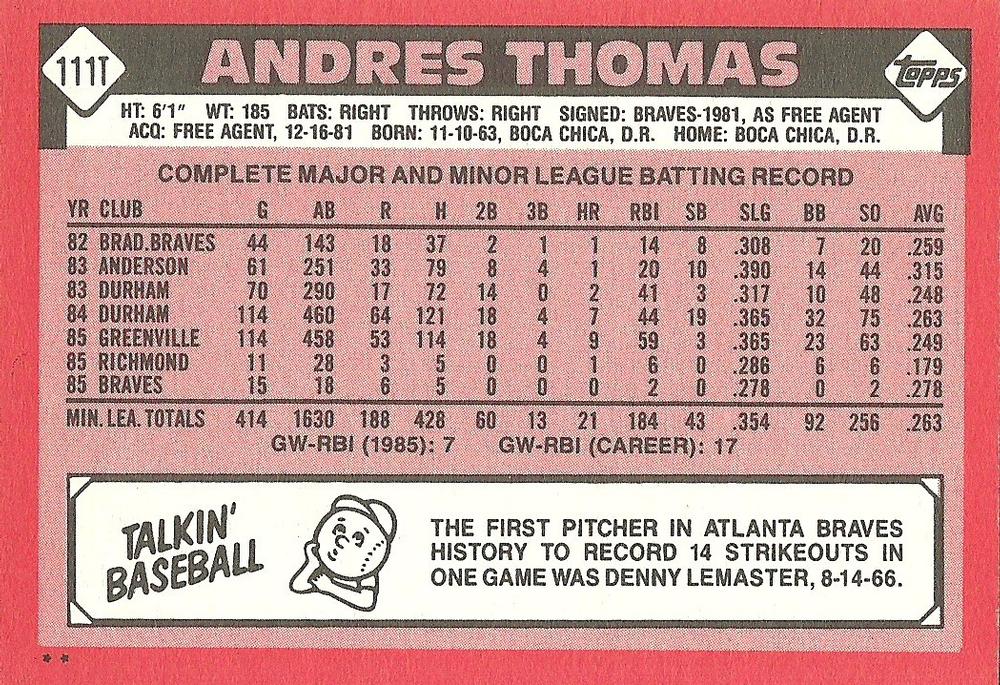 111T
ANDRES THOMAS
topps
HT: 6'1" WT: 185 BATS: RIGHT THROWS: RIGHT SIGNED: BRAVES-1981, AS FREE AGENT
ACQ: FREE AGENT, 12-16-81 BORN: 11-10-63, BOCA CHICA, D.R. HOME: BOCA CHICA, D.R.
COMPLETE MAJOR AND MINOR LEAGUE BATTING RECORD
YR CLUB G AB R H 2B 3B HR RBI SB SLG BB SO AVG
82 BRAD.BRAVES 44 143 18 37 2 1 1 14 8 .308 7 20 .259
83 ANDERSON 61 251 33 79 8 4 1 20 10 .390 14 44 .315
83 DURHAM 70 290 17 72 14 0 2 41 3 .317 10 48 .248
84 DURHAM 114 460 64 121 18 4 7 44 19 .365 32 75 .263
85 GREENVILLE 114 458 53 114 18 4 9 59 3 .365 23 63 .249
85 RICHMOND 11 28 3 5 0 0 1 6 0 .286 6 6 .179
85 BRAVES 15 18 6 5 0 0 0 2 0 .278 0 2 .278
MIN. LEA. TOTALS 414 1630 188 428 60 13 21 184 43 .354 92 256 .263
GW-RBI (1985): 7 GW-RBI (CAREER): 17
TALKIN'
BASEBALL
THE FIRST PITCHER IN ATLANTA BRAVES
HISTORY TO RECORD 14 STRIKEOUTS IN
ONE GAME WAS DENNY LEMASTER, 8-14-66.
* *